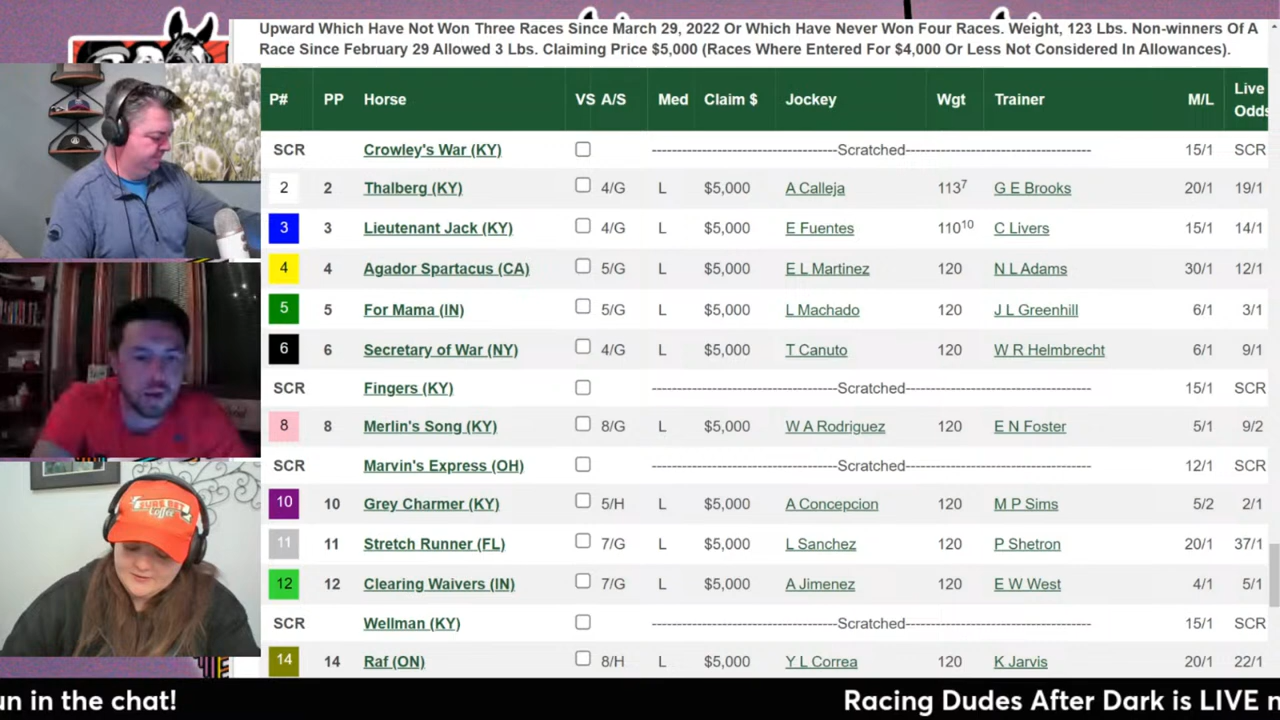 Upward Which Have Not Won Three Races Since March 29, 2022 Or Which Have Never Won Four Races. Weight, 123 Lbs. Non-winners Of A
Race Since February 29 Allowed 3 Lbs. Claiming Price $5,000 (Races Where Entered For $4,000 Or Less Not Considered In Allowances).
P# PP Horse VS A/S Med Claim $ Jockey Wgt Trainer M/L Live Odds
SCR Crowley's War (KY) -----Scratched----- 15/1 SCR
2 2 Thalberg (KY) 4/G L $5,000 A Calleja 113⁷ G E Brooks 20/1 19/1
3 3 Lieutenant Jack (KY) 4/G L $5,000 E Fuentes 110¹⁰ C Livers 15/1 14/1
4 4 Agador Spartacus (CA) 5/G L $5,000 E L Martinez 120 N L Adams 30/1 12/1
5 5 For Mama (IN) 5/G L $5,000 L Machado 120 J L Greenhill 6/1 3/1
6 6 Secretary of War (NY) 4/G L $5,000 T Canuto 120 W R Helmbrecht 6/1 9/1
SCR Fingers (KY) -----Scratched----- 15/1 SCR
8 8 Merlin's Song (KY) 8/G L $5,000 W A Rodriguez 120 E N Foster 5/1 9/2
SCR Marvin's Express (OH) -----Scratched----- 12/1 SCR
10 10 Grey Charmer (KY) 5/H L $5,000 A Concepcion 120 M P Sims 5/2 2/1
11 11 Stretch Runner (FL) 7/G L $5,000 L Sanchez 120 P Shetron 20/1 37/1
12 12 Clearing Waivers (IN) 7/G L $5,000 A Jimenez 120 E W West 4/1 5/1
SCR Wellman (KY) -----Scratched----- 15/1 SCR
14 14 Raf (ON) 8/H L $5,000 Y L Correa 120 K Jarvis 20/1 22/1
SURE BET
Coffee
un in the chat! Racing Dudes After Dark is LIVE n